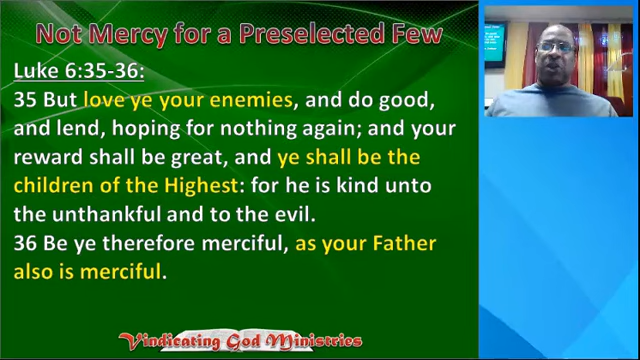 Not Mercy for a Preselected Few
Luke 6:35-36:
35 But love ye your enemies, and do good,
and lend, hoping for nothing again; and your
reward shall be great, and ye shall be the
children of the Highest: for he is kind unto
the unthankful and to the evil.
36 Be ye therefore merciful, as your Father
also is merciful.
Vindicating God Ministries